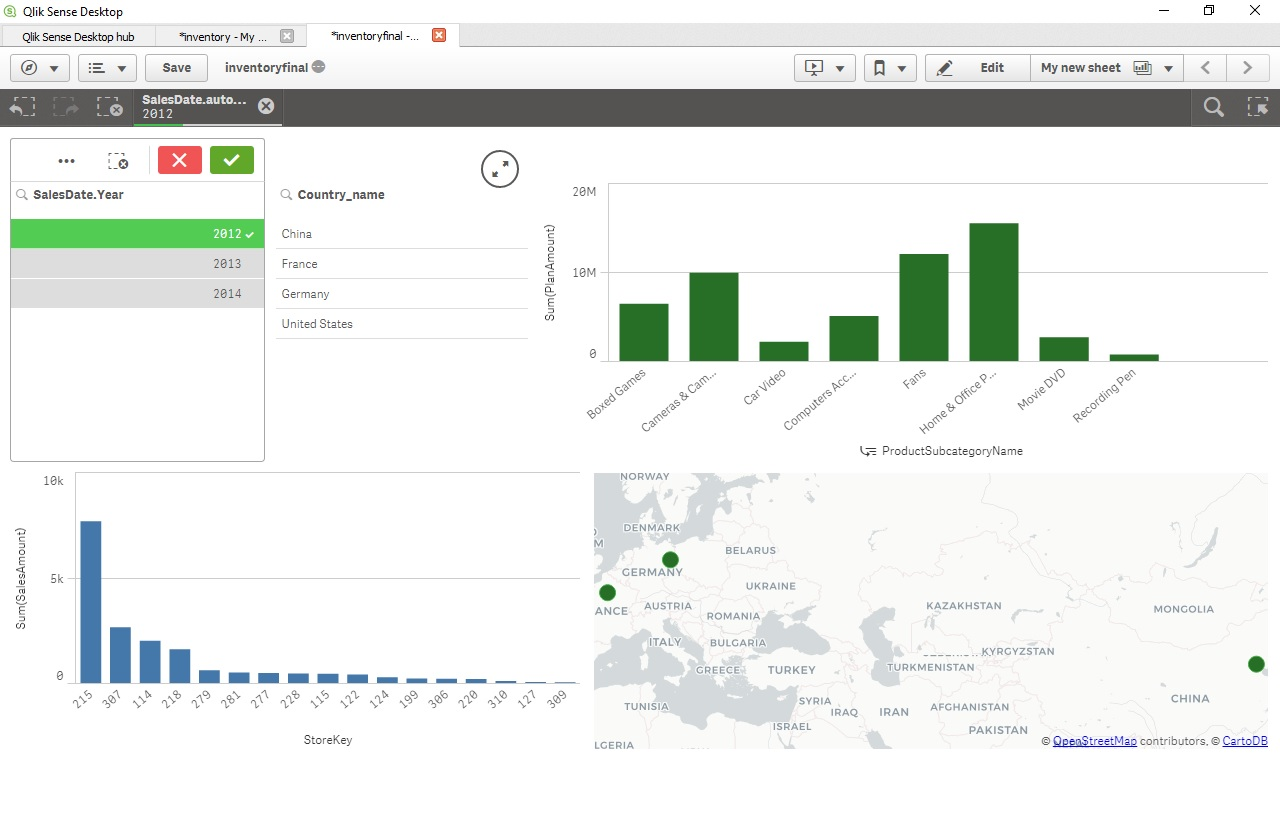 Qlik Sense Desktop
Qlik Sense Desktop hub
*inventory - My ...
*inventoryfinal -...
Save
inventoryfinal
Edit
My new sheet
SalesDate.auto...
2012
SalesDate.Year
2012
2013
2014
Country_name
China
France
Germany
United States
20M
10M
0
Sum(PlanAmount)
Boxed Games
Cameras & Cam...
Car Video
Computers Acc...
Fans
Home & Office P...
Movie DVD
Recording Pen
ProductSubcategoryName
10k
5k
0
Sum(SalesAmount)
215
307
114
218
279
281
277
228
115
122
124
199
306
220
310
127
309
StoreKey
NORWAY
DENMARK
M
BELARUS
GERMANY
UKRAINE
ANCE
AUSTRIA
ROMANIA
KAZAKHSTAN
MONGOLIA
ITALY
BULGARIA
KYRGYZSTAN
GREECE
TURKEY
TURKMENISTAN
CHINA
TUNISIA
SYRIA
IRAQ
IRAN
AFGHANISTAN
ISRAEL
PAKISTAN
LGERIA
© OpenStreetMap contributors, © CartoDB